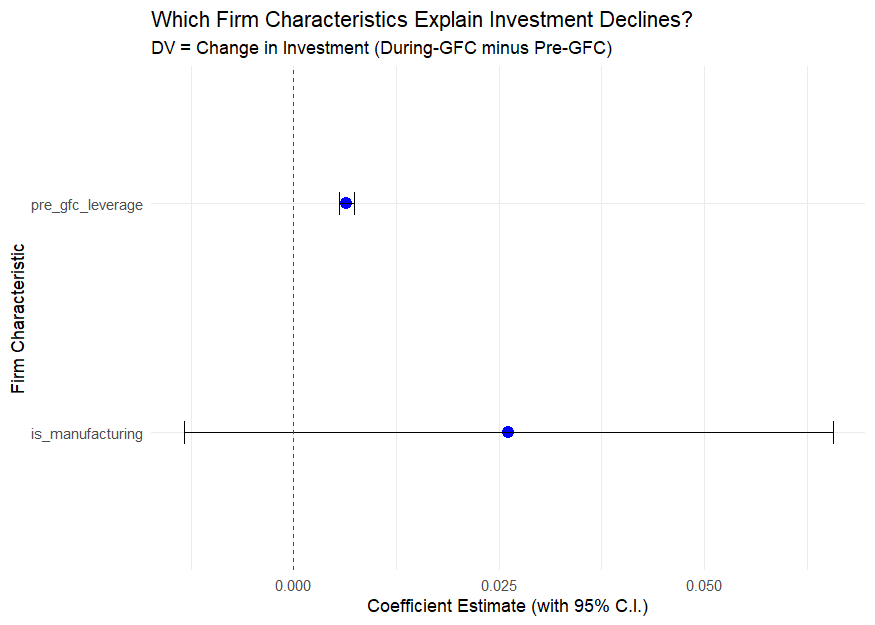 Which Firm Characteristics Explain Investment Declines?
DV = Change in Investment (During-GFC minus Pre-GFC)
Firm Characteristic
pre_gfc_leverage
is_manufacturing
0.000
0.025
0.050
Coefficient Estimate (with 95% C.I.)